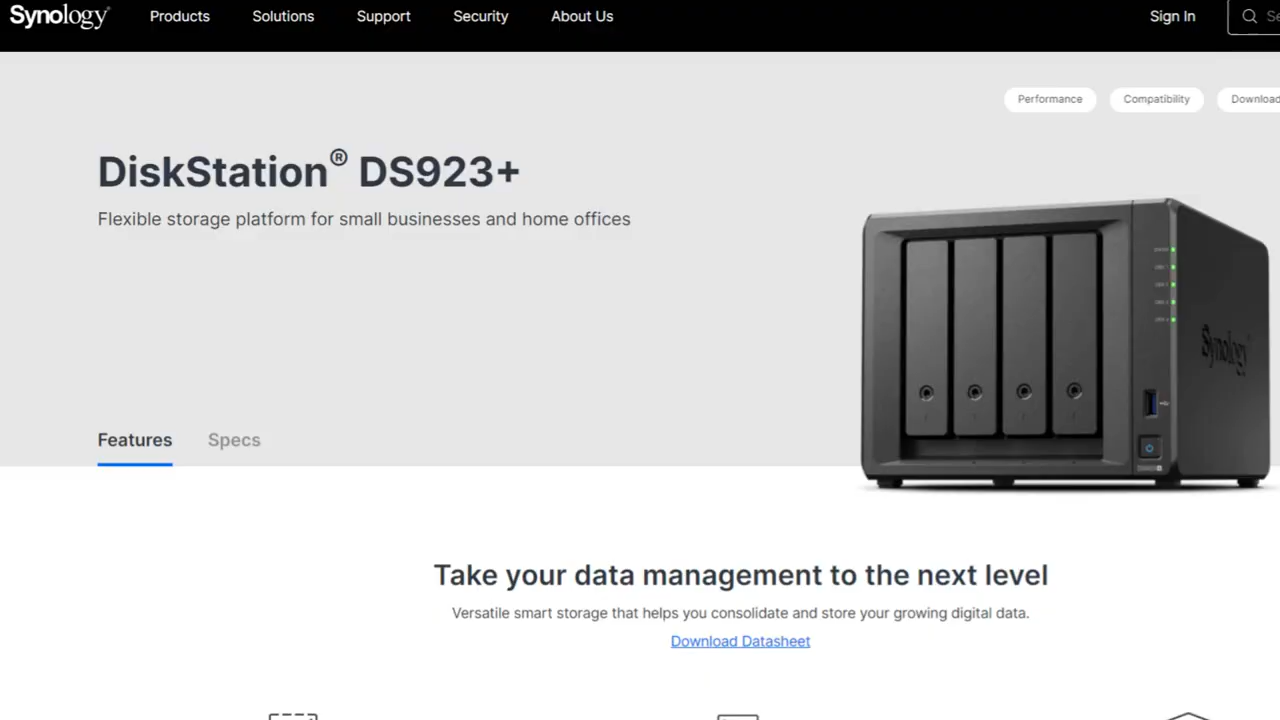 Synology® Products Solutions Support Security About Us Sign In
Performance Compatibility Download
DiskStation® DS923+
Flexible storage platform for small businesses and home offices
Synology
Features Specs
Take your data management to the next level
Versatile smart storage that helps you consolidate and store your growing digital data.
Download Datasheet